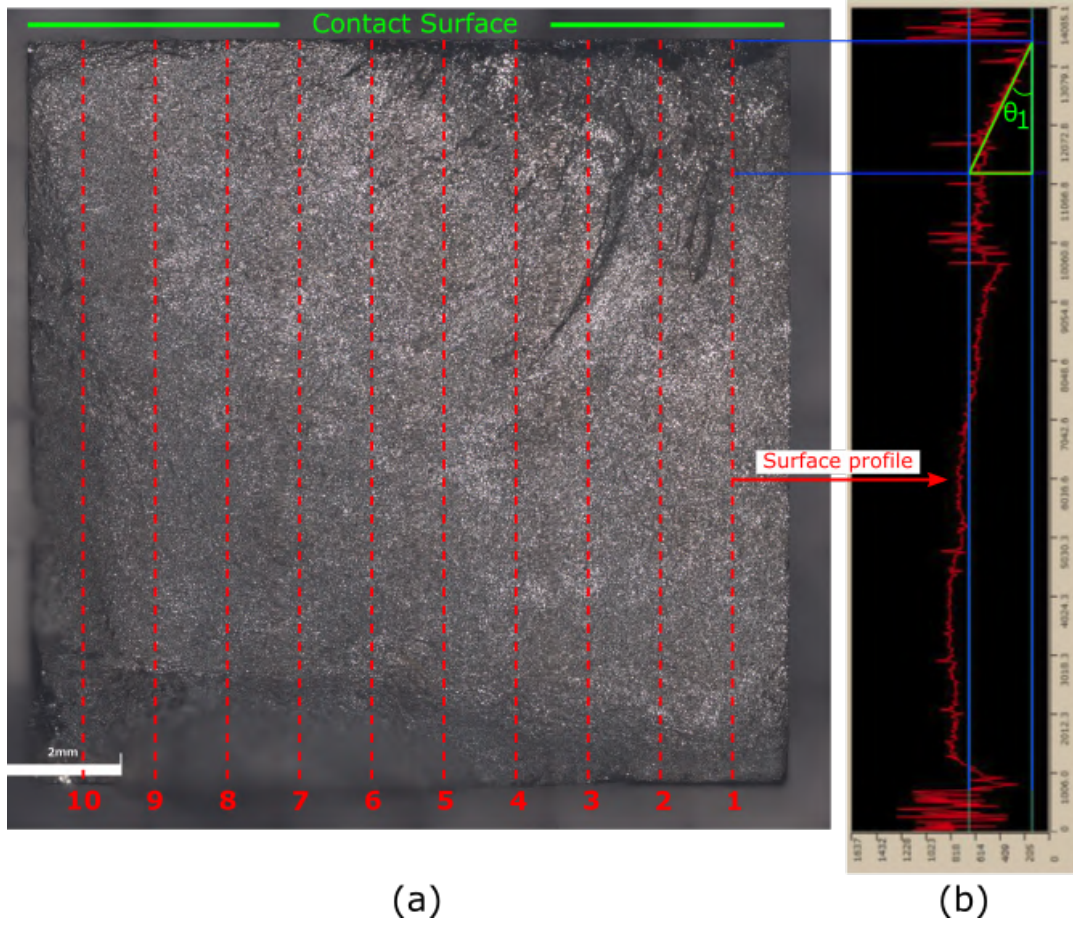 Contact Surface
θ1
14085.1
13079.1
12072.8
11066.8
10060.8
9054.8
8048.6
7042.6
6036.6
5030.3
4024.3
3018.3
2012.3
1006.0
0
Surface profile
2mm
10 9 8 7 6 5 4 3 2 1
1637 1432 1228 1023 818 614 409 205 0
(a) (b)